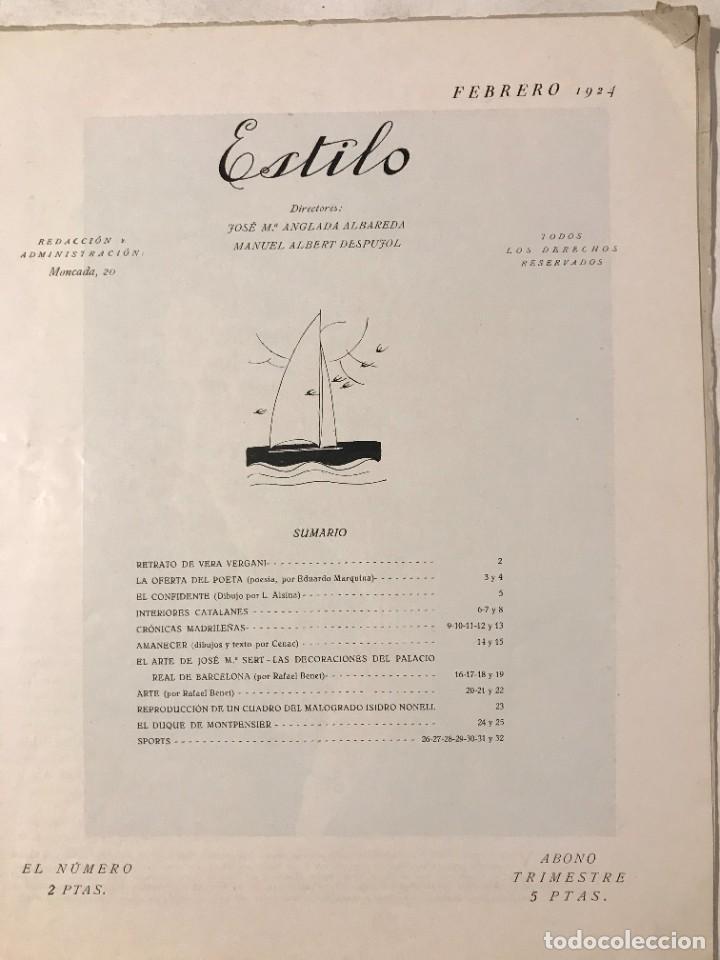 FEBRERO 1924
Estilo
Directores:
JOSÉ M.ª ANGLADA ALBAREDA
MANUEL ALBERT DESPUJOL
REDACCIÓN Y
ADMINISTRACIÓN:
Moncada, 20
TODOS
LOS DERECHOS
RESERVADOS
SUMARIO
RETRATO DE VERA VERGANI 2
LA OFERTA DEL POETA (poesía, por Eduardo Marquina) 3 y 4
EL CONFIDENTE (Dibujo por L. Alsina) 5
INTERIORES CATALANES 6-7 y 8
CRÓNICAS MADRILEÑAS 9-10-11-12 y 13
AMANECER (dibujos y texto por Cenac) 14 y 15
EL ARTE DE JOSÉ M.ª SERT - LAS DECORACIONES DEL PALACIO
REAL DE BARCELONA (por Rafael Benet) 16-17-18 y 19
ARTE (por Rafael Benet) 20-21 y 22
REPRODUCCIÓN DE UN CUADRO DEL MALOGRADO ISIDRO NONELL 23
EL DUQUE DE MONTPENSIER 24 y 25
SPORTS 26-27-28-29-30-31 y 32
EL NÚMERO
2 PTAS.
ABONO
TRIMESTRE
5 PTAS.
todocoleccion